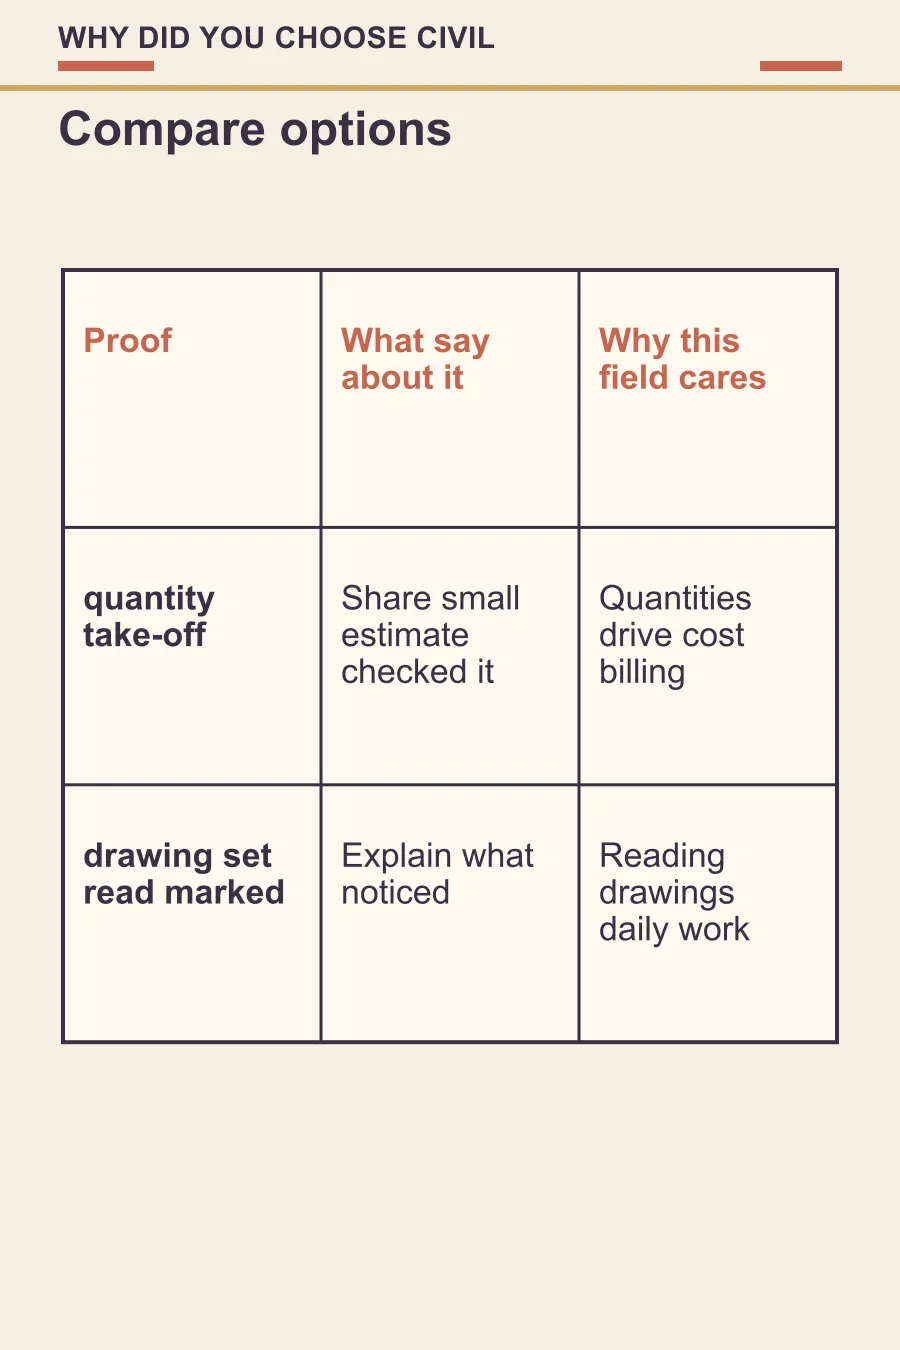 WHY DID YOU CHOOSE CIVIL
Compare options
Proof
What say
about it
Why this
field cares
quantity
take-off
Share small
estimate
checked it
Quantities
drive cost
billing
drawing set
read marked
Explain what
noticed
Reading
drawings
daily work